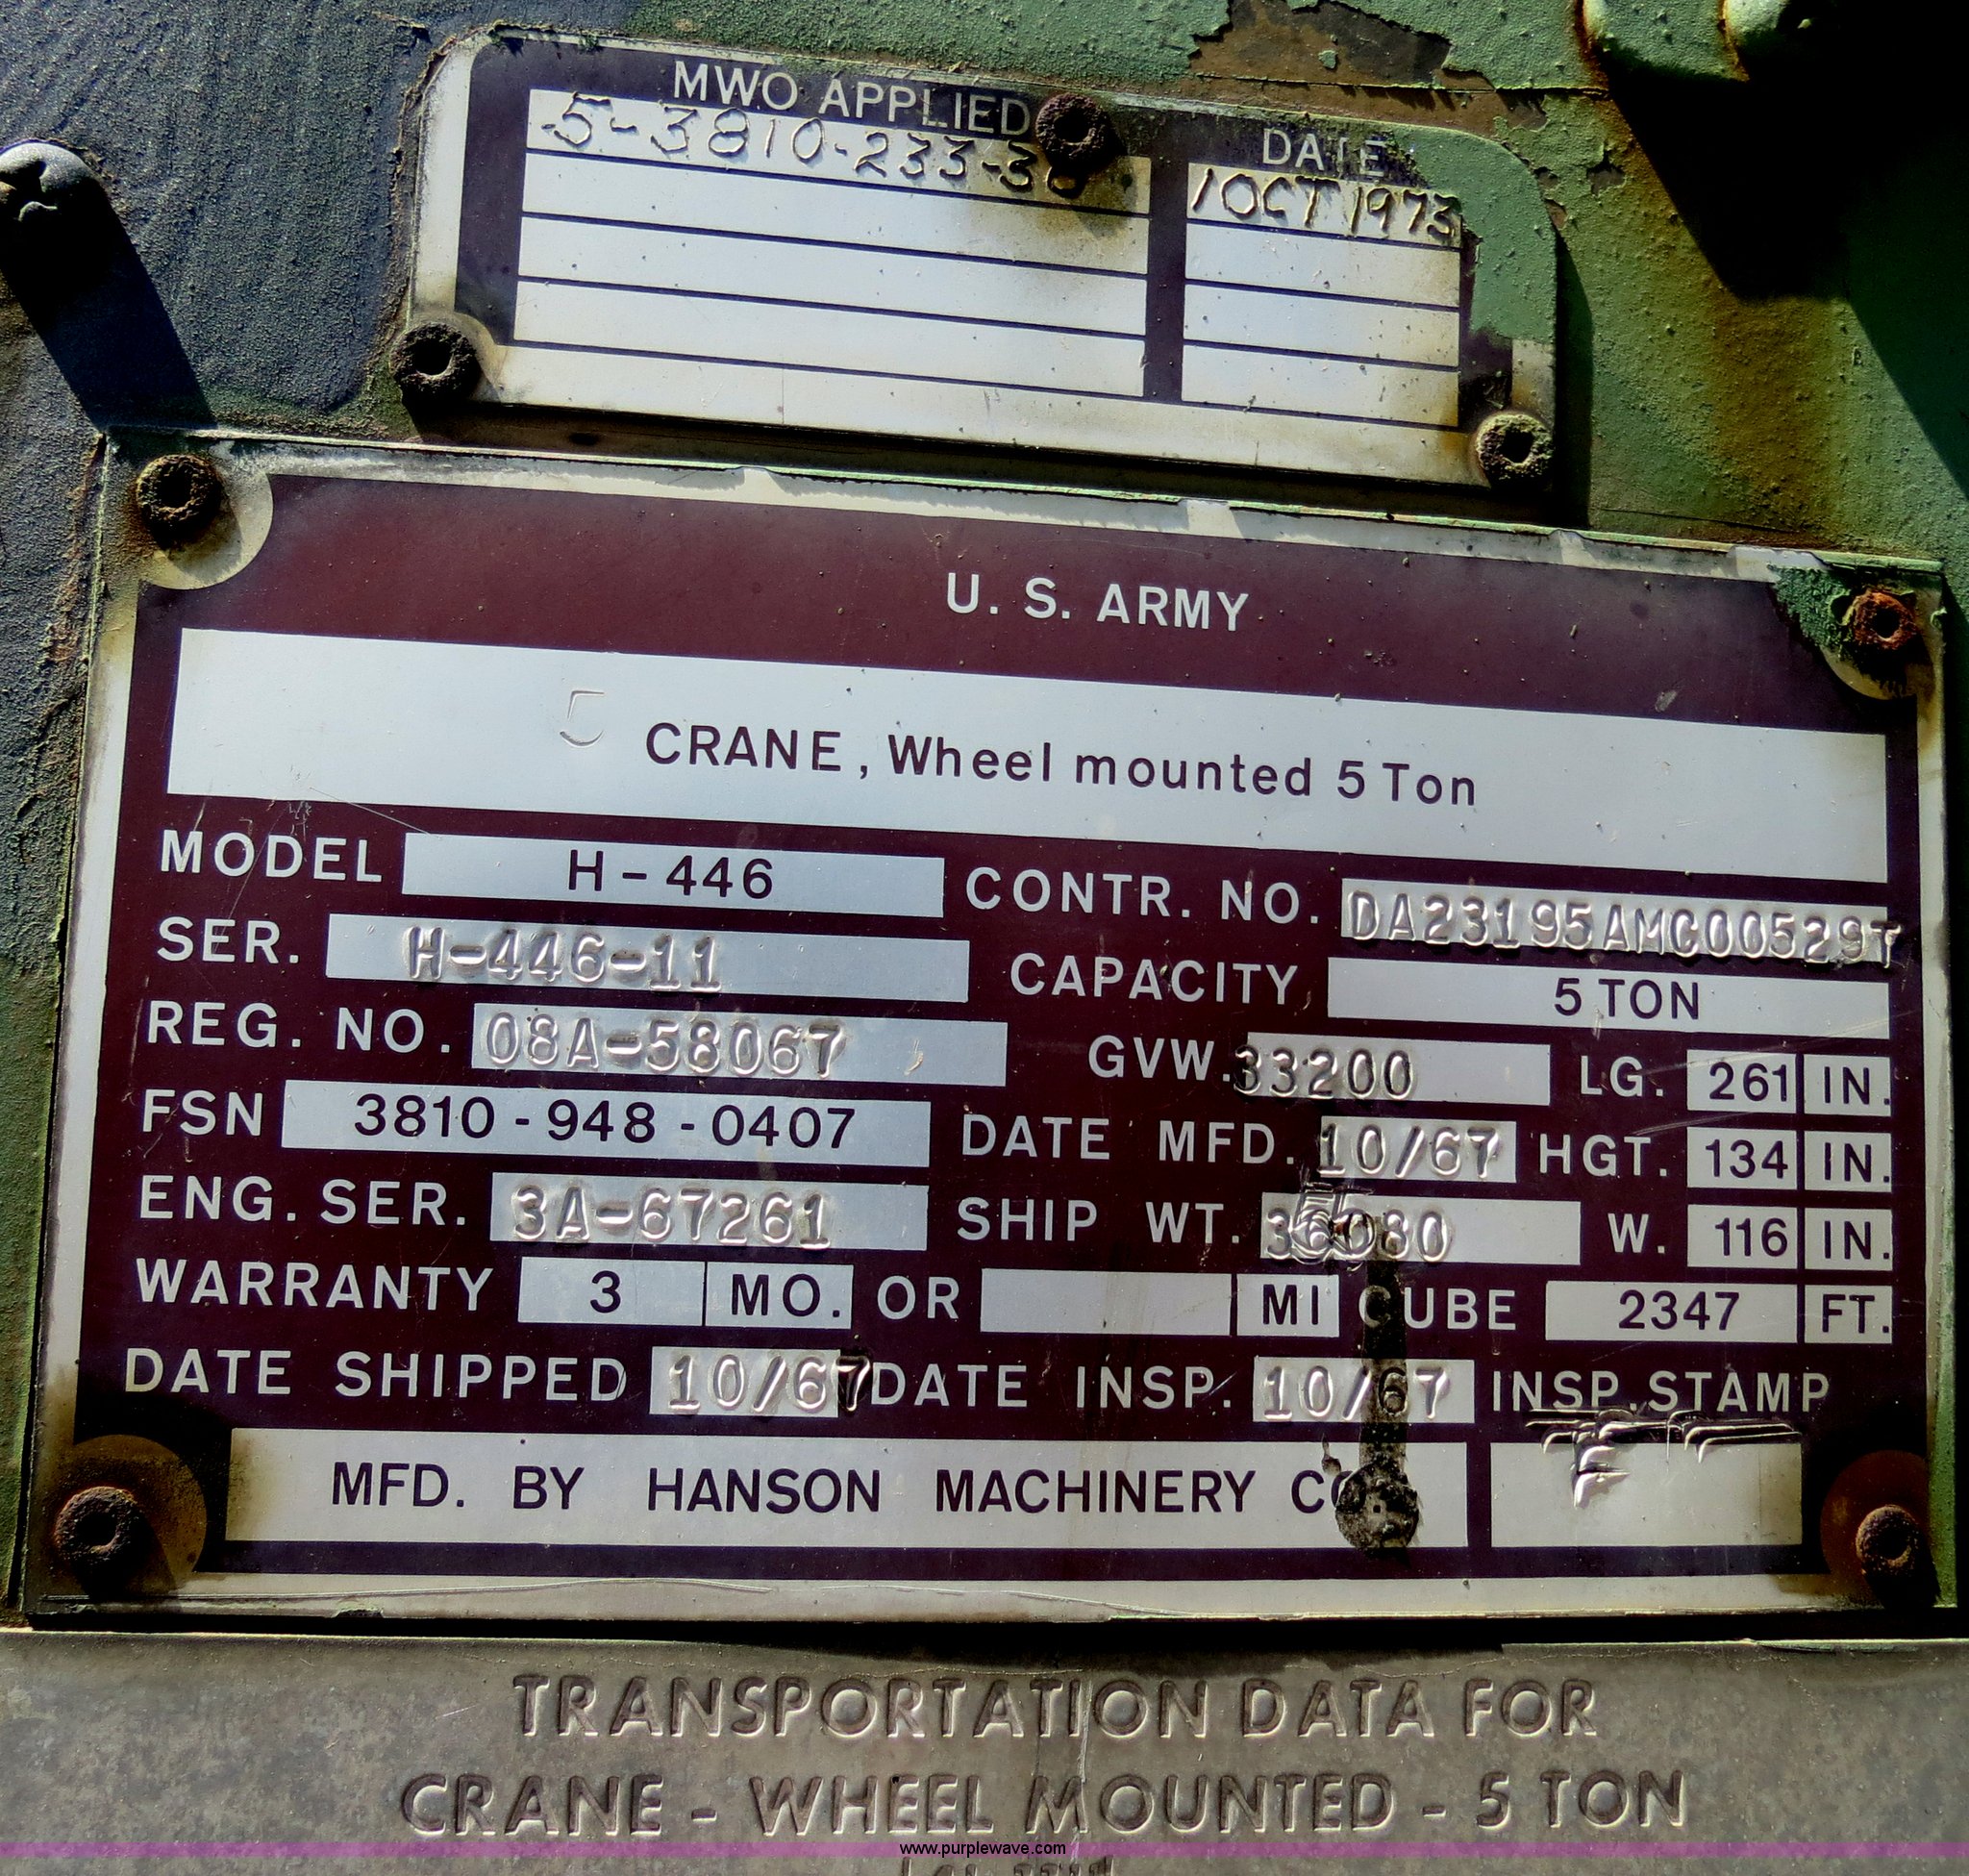 MWO APPLIED DATE
5-3810-233-30 1 OCT 1973
U. S. ARMY
5
CRANE, Wheel mounted 5 Ton
MODEL H-446 CONTR. NO. DA23195AMC00529T
SER. H-446-11 CAPACITY 5 TON
REG. NO. 08A-58067 GVW. 33200 LG. 261 IN.
FSN 3810-948-0407 DATE MFD. 10/67 HGT. 134 IN.
ENG. SER. 3A-67261 SHIP WT. W. 116 IN.
WARRANTY 3 MO. OR MI CUBE 2347 FT.
DATE SHIPPED 10/67 DATE INSP. 10/67 INSP. STAMP
MFD. BY HANSON MACHINERY CO.
TRANSPORTATION DATA FOR
CRANE - WHEEL MOUNTED - 5 TON
www.purplewave.com